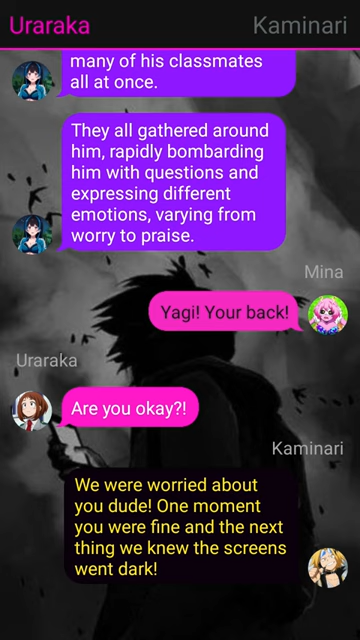 Uraraka Kaminari
many of his classmates
all at once.
They all gathered around
him, rapidly bombarding
him with questions and
expressing different
emotions, varying from
worry to praise.
Mina
Yagi! Your back!
Uraraka
Are you okay?!
Kaminari
We were worried about
you dude! One moment
you were fine and the next
thing we knew the screens
went dark!